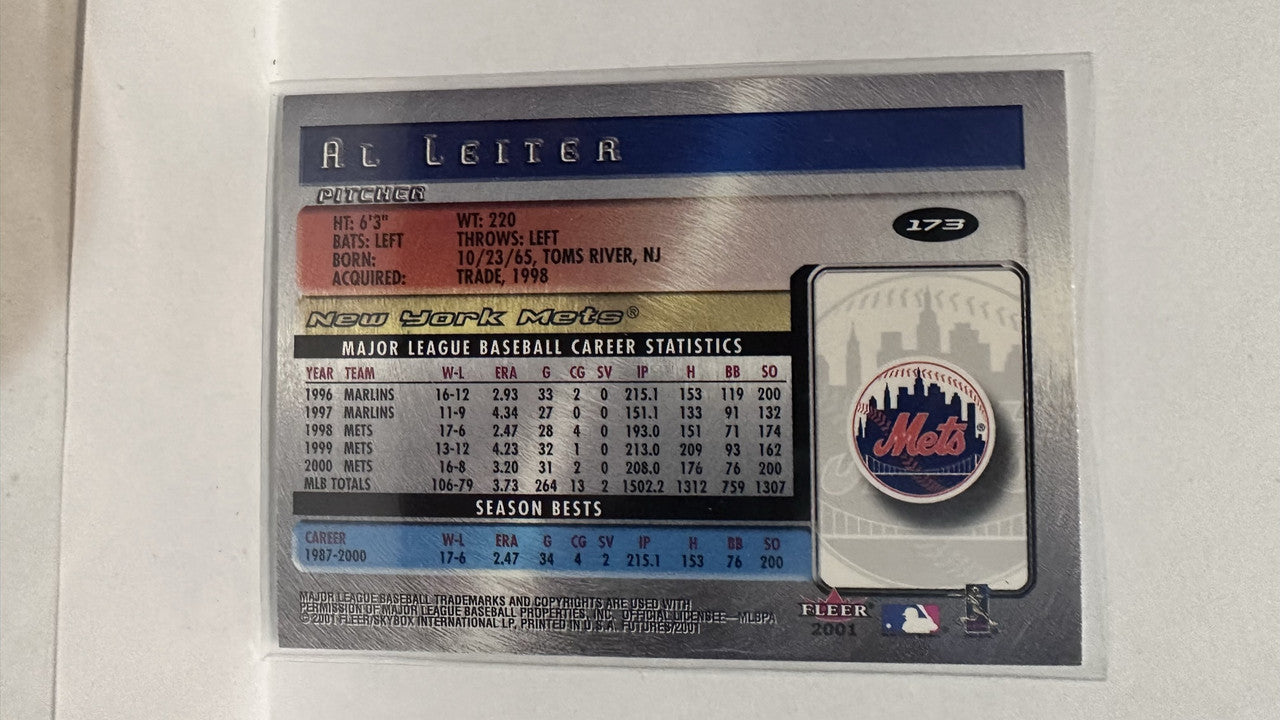 AL LEITER
PITCHER
HT: 6'3" WT: 220
BATS: LEFT THROWS: LEFT
BORN: 10/23/65, TOMS RIVER, NJ
ACQUIRED: TRADE, 1998
173
New York Mets®
MAJOR LEAGUE BASEBALL CAREER STATISTICS
YEAR TEAM W-L ERA G CG SV IP H BB SO
1996 MARLINS 16-12 2.93 33 2 0 215.1 153 119 200
1997 MARLINS 11-9 4.34 27 0 0 151.1 133 91 132
1998 METS 17-6 2.47 28 4 0 193.0 151 71 174
1999 METS 13-12 4.23 32 1 0 213.0 209 93 162
2000 METS 16-8 3.20 31 2 0 208.0 176 76 200
MLB TOTALS 106-79 3.73 264 13 2 1502.2 1312 759 1307
SEASON BESTS
CAREER W-L ERA G CG SV IP H BB SO
1987-2000 17-6 2.47 34 4 2 215.1 153 76 200
Mets®
MAJOR LEAGUE BASEBALL TRADEMARKS AND COPYRIGHTS ARE USED WITH
PERMISSION OF MAJOR LEAGUE BASEBALL PROPERTIES, INC. OFFICIAL LICENSEE—MLBPA
©2001 FLEER/SKYBOX INTERNATIONAL LP. PRINTED IN U.S.A. FUTURES/2001
FLEER
2001